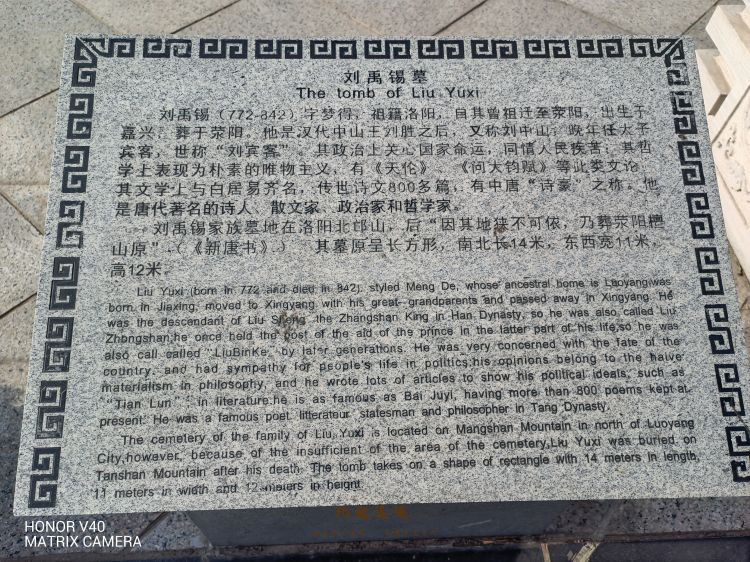 刘禹锡墓
The tomb of Liu Yuxi
刘禹锡（772-842）字梦得，祖籍洛阳，自其曾祖迁至荥阳，出生于
嘉兴，葬于荥阳，他是汉代中山王刘胜之后，又称刘中山，晚年任太子
宾客，世称“刘宾客”。其政治上关心国家命运，同情人民疾苦，其哲
学上表现为朴素的唯物主义，有《天伦》、《问大钧赋》等此类文论，
其文学上与白居易齐名，传世诗文800多篇，有中唐“诗豪”之称，他
是唐代著名的诗人、散文家、政治家和哲学家。
刘禹锡家族墓地在洛阳北邙山，后“因其地狭不可依，乃葬荥阳檀
山原”，（《新唐书》）　其墓原呈长方形，南北长14米，东西宽11米，
高12米。
Liu Yuxi (born in 772 and died in 842), styled Meng De, whose ancestral home is Laoyang,was
born in Jiaxing, moved to Xingyang with his great-grandparents and passed away in Xingyang. He
was the descendant of Liu the Zhangshan King in Han Dynasty, so he was also called Liu
Zhongshan;he once held the post of the aid of the prince in the latter part of his life,so he was
also call called "LiuBinKe" by later generations. He was very concerned with the fate of the
country, and had sympathy for people's life in politics;his opinions belong to the naive
materialism in philosophy, and he wrote lots of articles to show his political ideals, such as
"Tian Lun". in literature,he is as famous as Bai Juyi, having more than 800 poems kept at
present. He was a famous poet, litterateur, statesman and philosopher in Tang Dynasty.
The cemetery of the family of Liu Yuxi is located on Mangshan Mountain in north of Luoyang
City,however, because of the insufficient of the area of the cemetery,Liu Yuxi was buried on
Tanshan Mountain after his death. The tomb takes on a shape of rectangle with 14 meters in length,
11 meters in width and 12 meters in height.
HONOR V40
MATRIX CAMERA